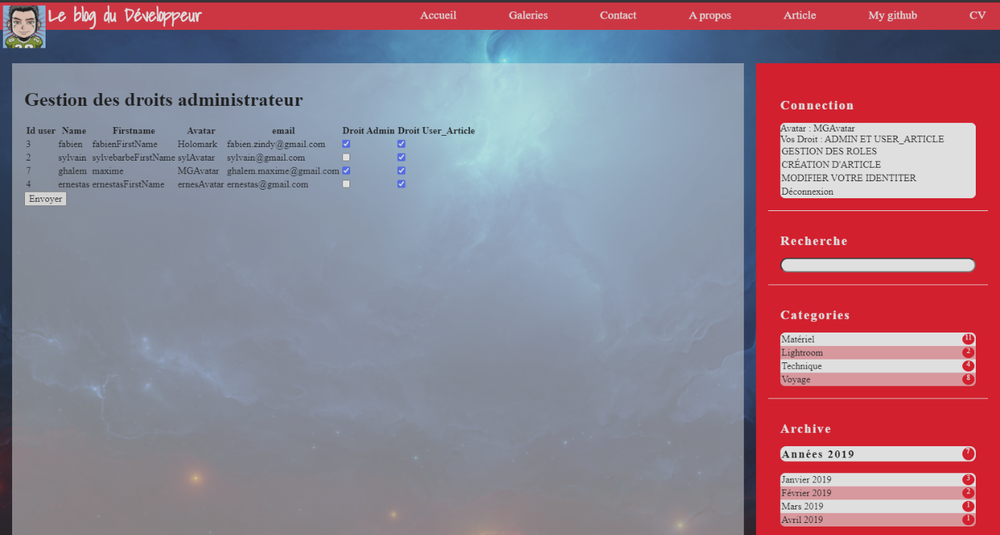 Le blog du Développeur
Accueil Galeries Contact A propos Article My github CV
Gestion des droits administrateur
Id user Name Firstname Avatar email Droit Admin Droit User_Article
3 fabien fabienFirstName Holomark fabien.zindy@gmail.com
2 sylvain sylvebarbeFirstName sylAvatar sylvain@gmail.com
7 ghalem maxime MGAvatar ghalem.maxime@gmail.com
4 ernestas ernestasFirstName ernesAvatar ernestas@gmail.com
Envoyer
Connection
Avatar : MGAvatar
Vos Droit : ADMIN ET USER_ARTICLE
GESTION DES ROLES
CRÉATION D'ARTICLE
MODIFIER VOTRE IDENTITER
Déconnexion
Recherche
Categories
Matériel 11
Lightroom 2
Technique 4
Voyage 8
Archive
Années 2019 7
Janvier 2019 3
Février 2019 2
Mars 2019 1
Avril 2019 1